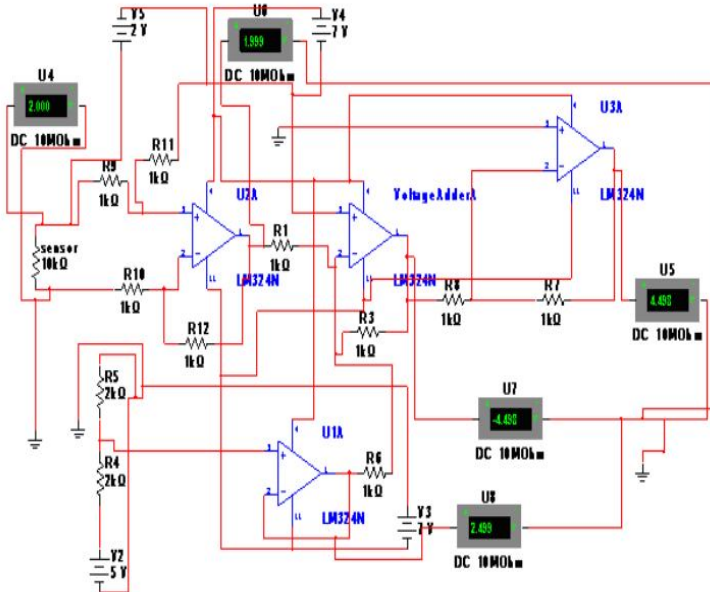 V5
2 V
U6
1.999
DC 10MOhm
V4
7 V
U4
2.000
DC 10MOhm
R11
1kΩ
U3A
LM324N
R9
1kΩ
U2A
LM324N
VoltageAdderA
LM324N
R1
1kΩ
sensor
10kΩ
R10
1kΩ
R12
1kΩ
R3
1kΩ
R8
1kΩ
R7
1kΩ
U5
4.498
DC 10MOhm
R5
2kΩ
R4
2kΩ
U7
-4.498
DC 10MOhm
U1A
LM324N
R6
1kΩ
V3
7 V
U8
2.499
DC 10MOhm
V2
5 V